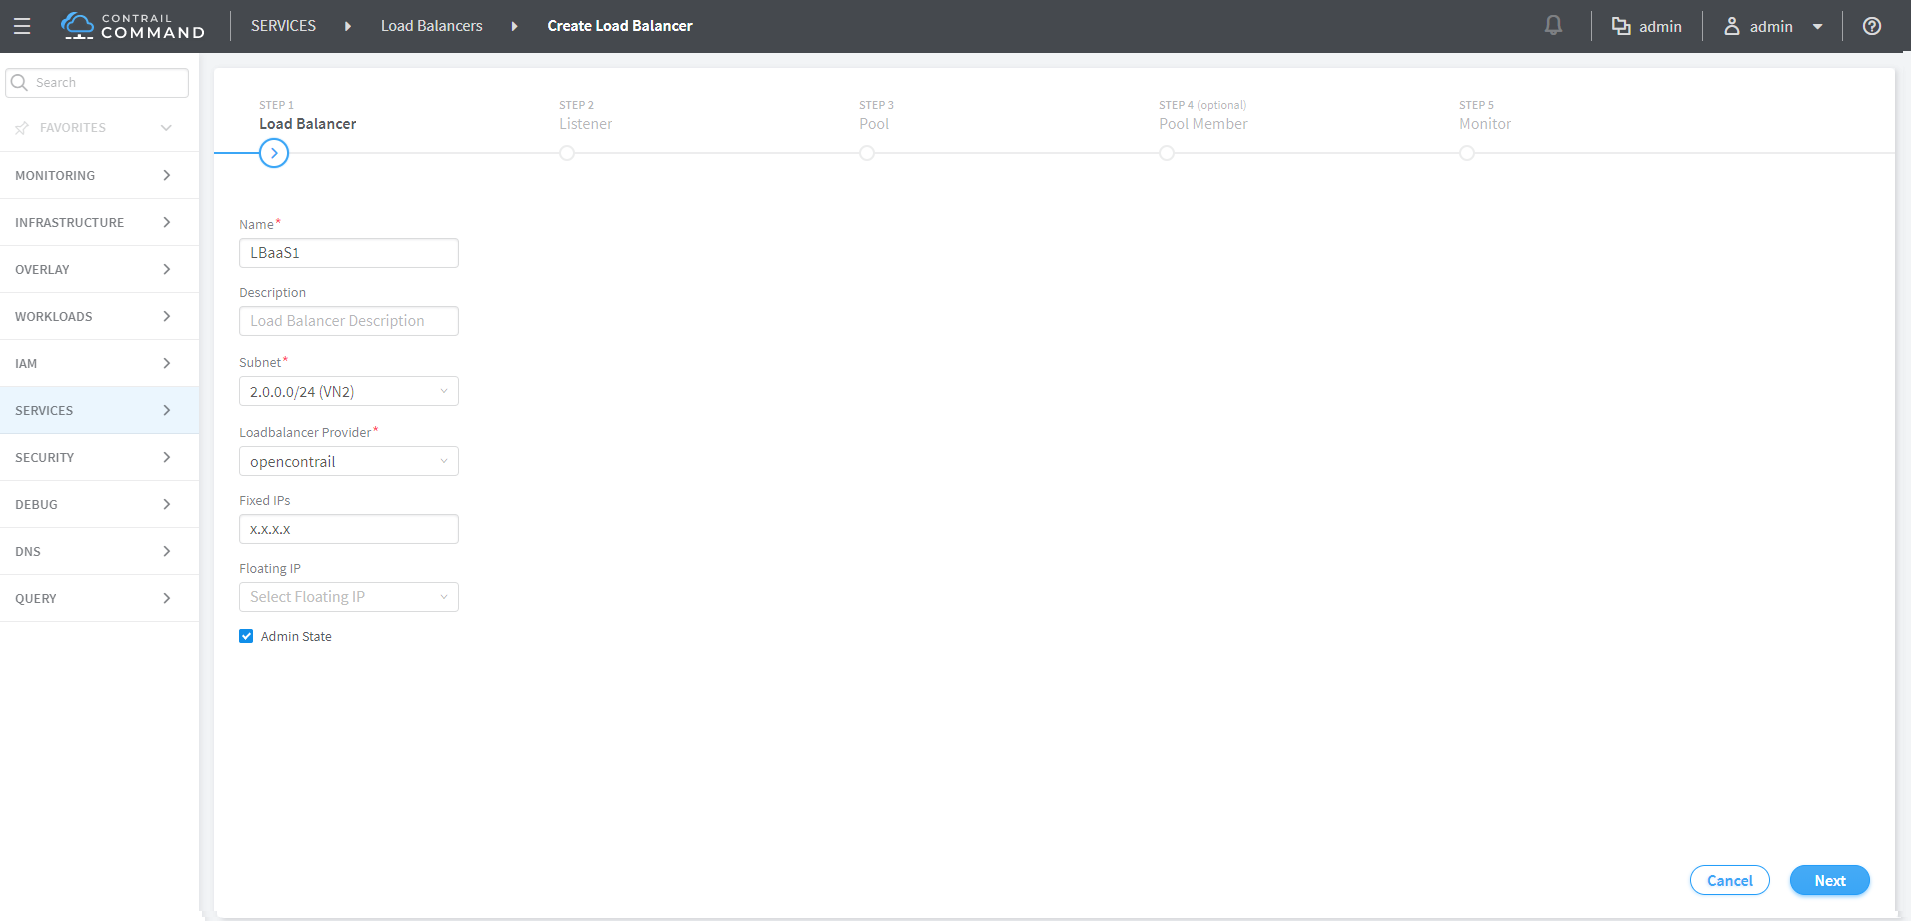 CONTRAIL
COMMAND
SERVICES
Load Balancers
Create Load Balancer
admin
admin
Search
FAVORITES
MONITORING
INFRASTRUCTURE
OVERLAY
WORKLOADS
IAM
SERVICES
SECURITY
DEBUG
DNS
QUERY
STEP 1
Load Balancer
STEP 2
Listener
STEP 3
Pool
STEP 4 (optional)
Pool Member
STEP 5
Monitor
Name*
LBaaS1
Description
Load Balancer Description
Subnet*
2.0.0.0/24 (VN2)
Loadbalancer Provider*
opencontrail
Fixed IPs
x.x.x.x
Floating IP
Select Floating IP
Admin State
Cancel
Next